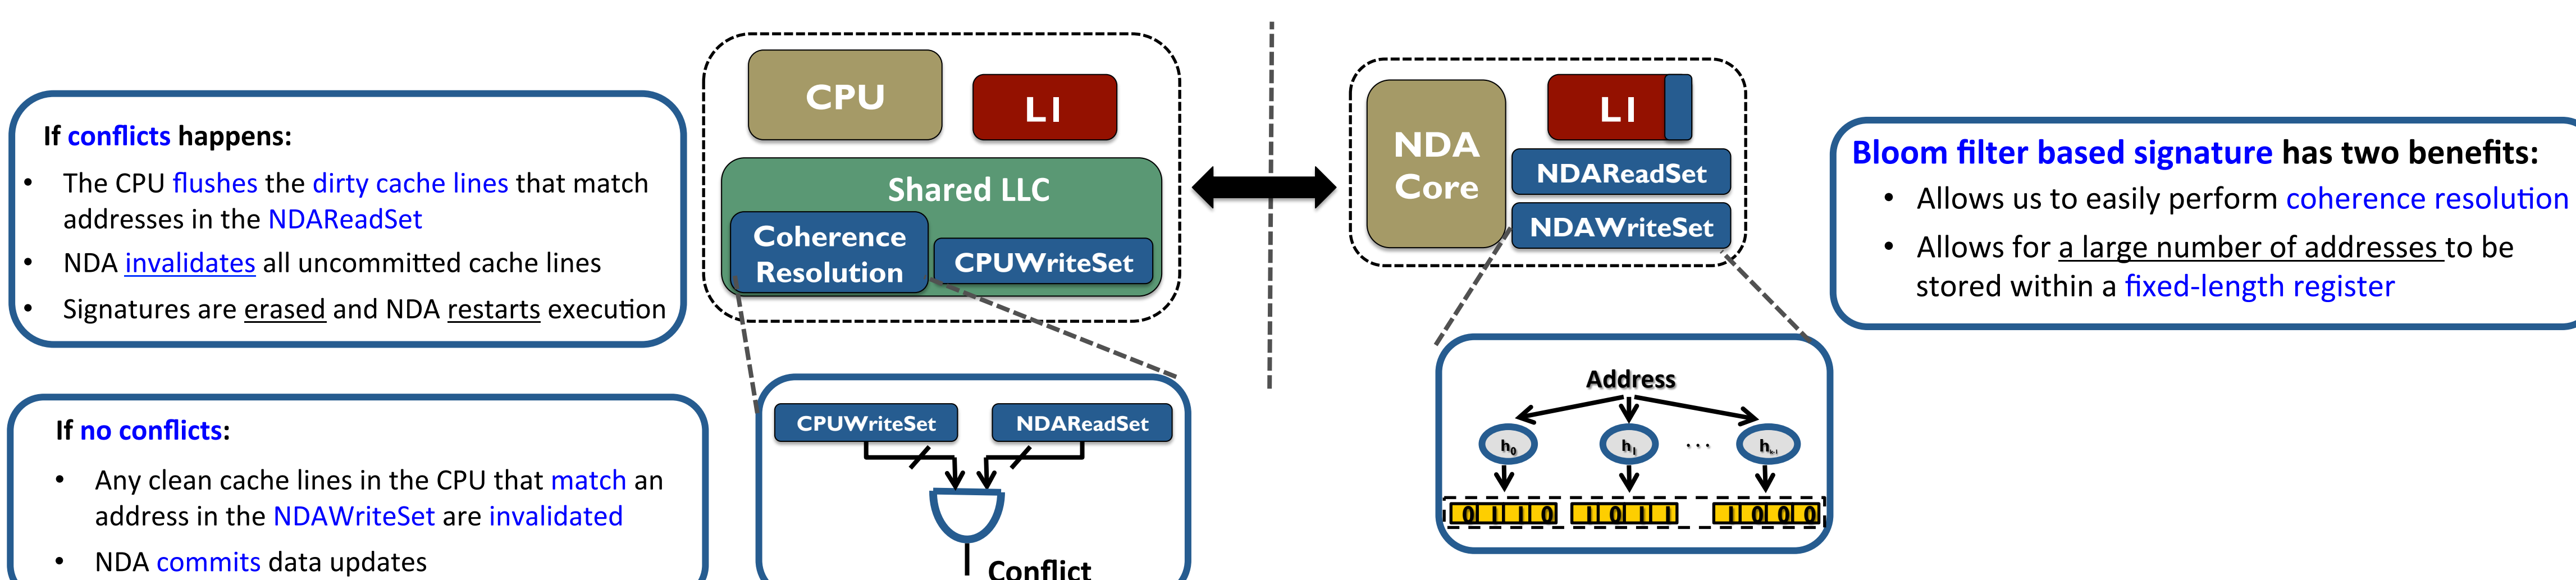 If conflicts happens:
• The CPU flushes the dirty cache lines that match
addresses in the NDAReadSet
• NDA invalidates all uncommitted cache lines
• Signatures are erased and NDA restarts execution
If no conflicts:
• Any clean cache lines in the CPU that match an
address in the NDAWriteSet are invalidated
• NDA commits data updates
CPU
L1
Shared LLC
Coherence
Resolution
CPUWriteSet
CPUWriteSet
NDAReadSet
Conflict
NDA
Core
L1
NDAReadSet
NDAWriteSet
Address
h0
h1
...
hk-1
0 1 1 0
1 0 1 1
1 0 0 0
Bloom filter based signature has two benefits:
• Allows us to easily perform coherence resolution
• Allows for a large number of addresses to be
stored within a fixed-length register